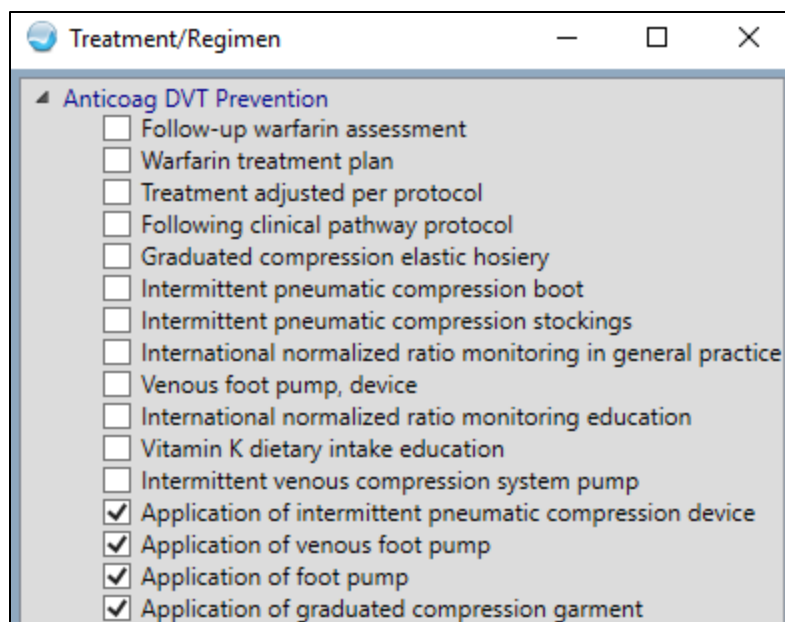 Treatment/Regimen
Anticoag DVT Prevention
Follow-up warfarin assessment
Warfarin treatment plan
Treatment adjusted per protocol
Following clinical pathway protocol
Graduated compression elastic hosiery
Intermittent pneumatic compression boot
Intermittent pneumatic compression stockings
International normalized ratio monitoring in general practice
Venous foot pump, device
International normalized ratio monitoring education
Vitamin K dietary intake education
Intermittent venous compression system pump
Application of intermittent pneumatic compression device
Application of venous foot pump
Application of foot pump
Application of graduated compression garment